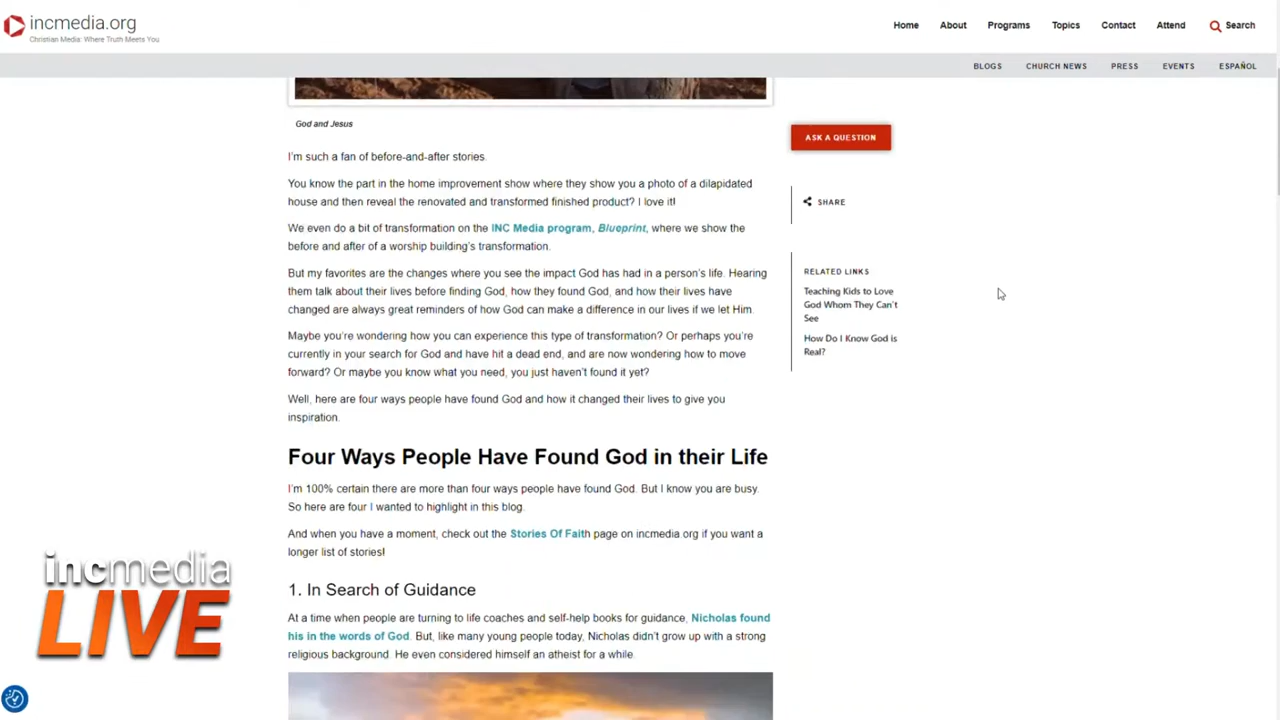 incmedia.org
Christian Media: Where Truth Meets You
Home About Programs Topics Contact Attend Search
BLOGS CHURCH NEWS PRESS EVENTS ESPAÑOL
God and Jesus
I'm such a fan of before-and-after stories.
You know the part in the home improvement show where they show you a photo of a dilapidated
house and then reveal the renovated and transformed finished product? I love it!
We even do a bit of transformation on the INC Media program, Blueprint, where we show the
before and after of a worship building's transformation.
But my favorites are the changes where you see the impact God has had in a person's life. Hearing
them talk about their lives before finding God, how they found God, and how their lives have
changed are always great reminders of how God can make a difference in our lives if we let Him.
Maybe you're wondering how you can experience this type of transformation? Or perhaps you're
currently in your search for God and have hit a dead end, and are now wondering how to move
forward? Or maybe you know what you need, you just haven't found it yet?
Well, here are four ways people have found God and how it changed their lives to give you
inspiration.
Four Ways People Have Found God in their Life
I'm 100% certain there are more than four ways people have found God. But I know you are busy.
So here are four I wanted to highlight in this blog.
And when you have a moment, check out the Stories Of Faith page on incmedia.org if you want a
longer list of stories!
1. In Search of Guidance
At a time when people are turning to life coaches and self-help books for guidance, Nicholas found
his in the words of God. But, like many young people today, Nicholas didn't grow up with a strong
religious background. He even considered himself an atheist for a while.
ASK A QUESTION
SHARE
RELATED LINKS
Teaching Kids to Love
God Whom They Can't
See
How Do I Know God is
Real?
incmedia
LIVE